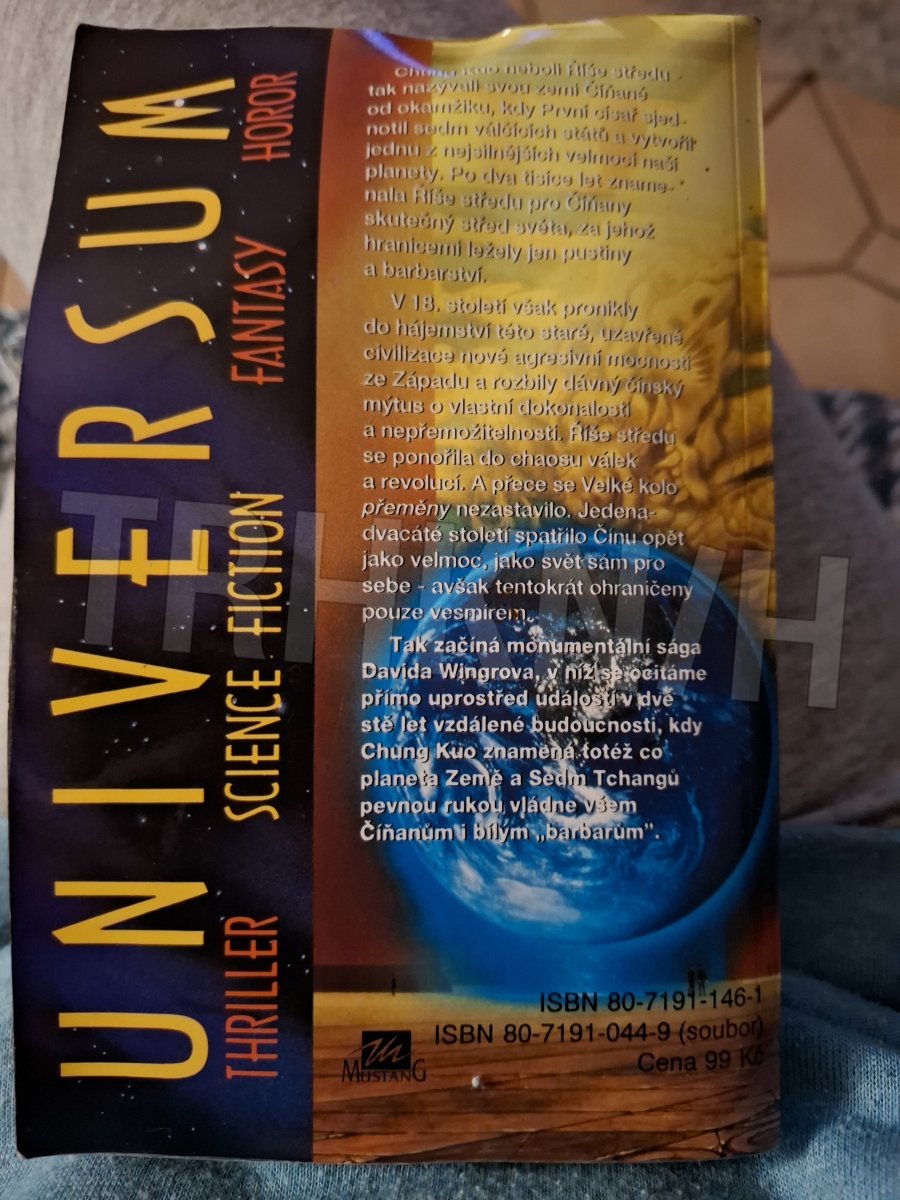 UNIVERSUM
THRILLER SCIENCE FICTION FANTASY HOROR
Chung Kuo neboli Říše středu
tak nazývali svou zemi Číňané
od okamžiku, kdy První císař sjed-
notil sedm válčících států a vytvořil
jednu z nejsilnějších velmocí naší
planety. Po dva tisíce let zname-
nala Říše středu pro Číňany
skutečný střed světa, za jehož
hranicemi ležely jen pustiny
a barbarství.
V 18. století však pronikly
do hájemství této staré, uzavřené
civilizace nové agresivní mocnosti
ze Západu a rozbily dávný čínský
mýtus o vlastní dokonalosti
a nepřemožitelnosti. Říše středu
se ponořila do chaosu válek
a revolucí. A přece se Velké kolo
přeměny nezastavilo. Jedena-
dvacáté století spatřilo Čínu opět
jako velmoc, jako svět sám pro
sebe - avšak tentokrát ohraničený
pouze vesmírem.
Tak začíná monumentální sága
Davida Wingrova, v níž se ocitáme
přímo uprostřed událostí v dvě
stě let vzdálené budoucnosti, kdy
Chung Kuo znamená totéž co
planeta Země a Sedm Tchangů
pevnou rukou vládne všem
Číňanům i bílým „barbarům".
ISBN 80-7191-146-1
ISBN 80-7191-044-9 (soubor)
Cena 99 Kč
MUSTANG
TRHKNIH